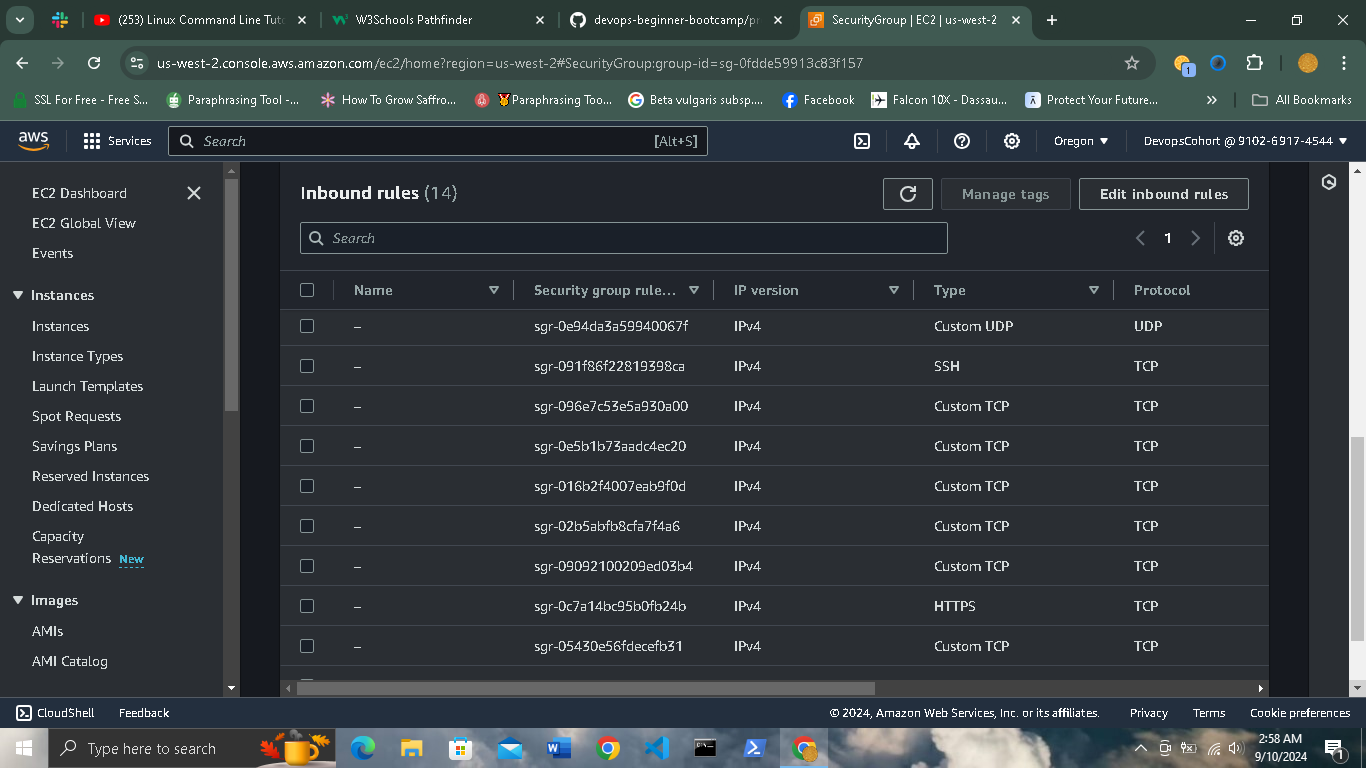 (253) Linux Command Line Tuto
W3Schools Pathfinder
devops-beginner-bootcamp/pr
SecurityGroup | EC2 | us-west-2
us-west-2.console.aws.amazon.com/ec2/home?region=us-west-2#SecurityGroup:group-id=sg-0fdde59913c83f157
1
SSL For Free - Free S...
Paraphrasing Tool -...
How To Grow Saffro...
Paraphrasing Too...
Beta vulgaris subsp....
Facebook
Falcon 10X - Dassau...
Protect Your Future...
All Bookmarks
aws
Services
Search
[Alt+S]
Oregon
DevopsCohort @ 9102-6917-4544
EC2 Dashboard
EC2 Global View
Events
Instances
Instances
Instance Types
Launch Templates
Spot Requests
Savings Plans
Reserved Instances
Dedicated Hosts
Capacity
Reservations New
Images
AMIs
AMI Catalog
Inbound rules (14)
Manage tags
Edit inbound rules
Search
1
Name Security group rule... IP version Type Protocol
– sgr-0e94da3a59940067f IPv4 Custom UDP UDP
– sgr-091f86f22819398ca IPv4 SSH TCP
– sgr-096e7c53e5a930a00 IPv4 Custom TCP TCP
– sgr-0e5b1b73aadc4ec20 IPv4 Custom TCP TCP
– sgr-016b2f4007eab9f0d IPv4 Custom TCP TCP
– sgr-02b5abfb8cfa7f4a6 IPv4 Custom TCP TCP
– sgr-09092100209ed03b4 IPv4 Custom TCP TCP
– sgr-0c7a14bc95b0fb24b IPv4 HTTPS TCP
– sgr-05430e56fdecefb31 IPv4 Custom TCP TCP
CloudShell
Feedback
© 2024, Amazon Web Services, Inc. or its affiliates.
Privacy
Terms
Cookie preferences
Type here to search
2:58 AM
9/10/2024
1